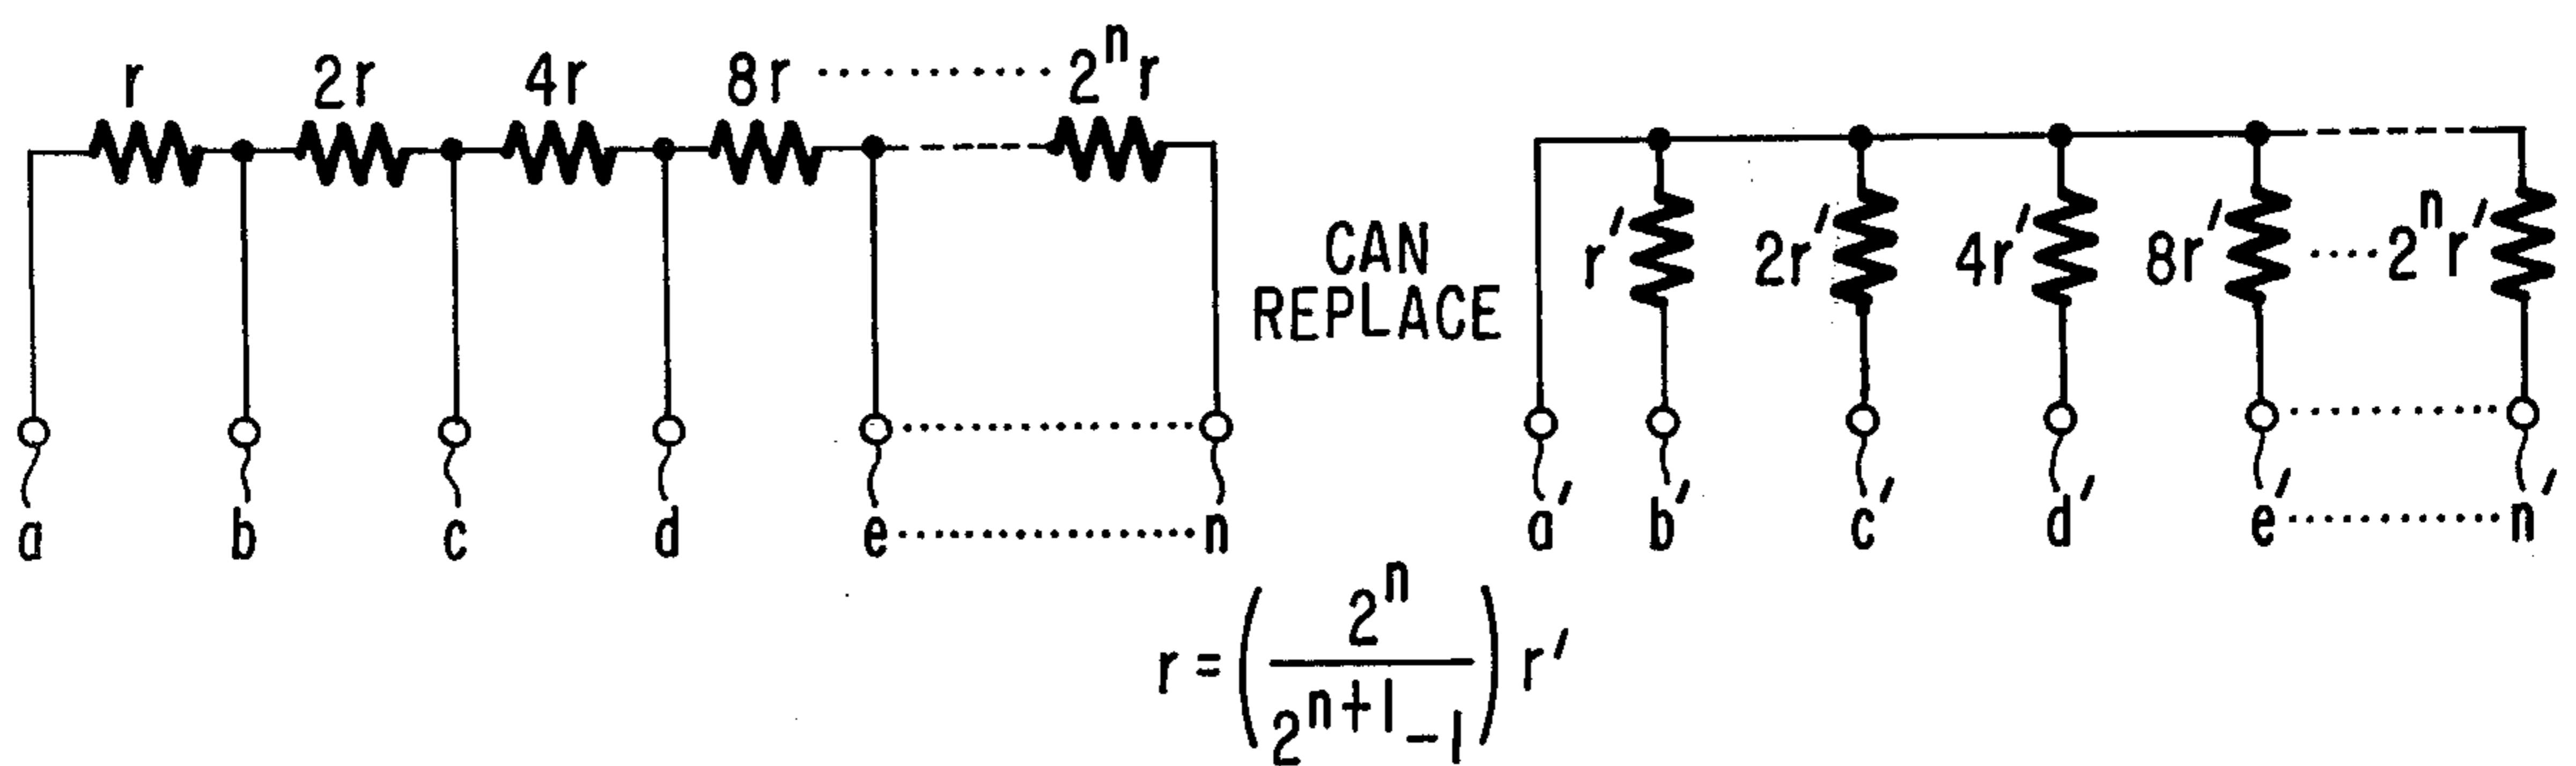 r 2r 4r 8r ........... 2ⁿr
r′ 2r′ 4r′ 8r′ .... 2ⁿr′
CAN
REPLACE
a b c d e .............. n
a′ b′ c′ d′ e′ ........... n′
r = (2ⁿ / 2ⁿ⁺¹ - 1) r′